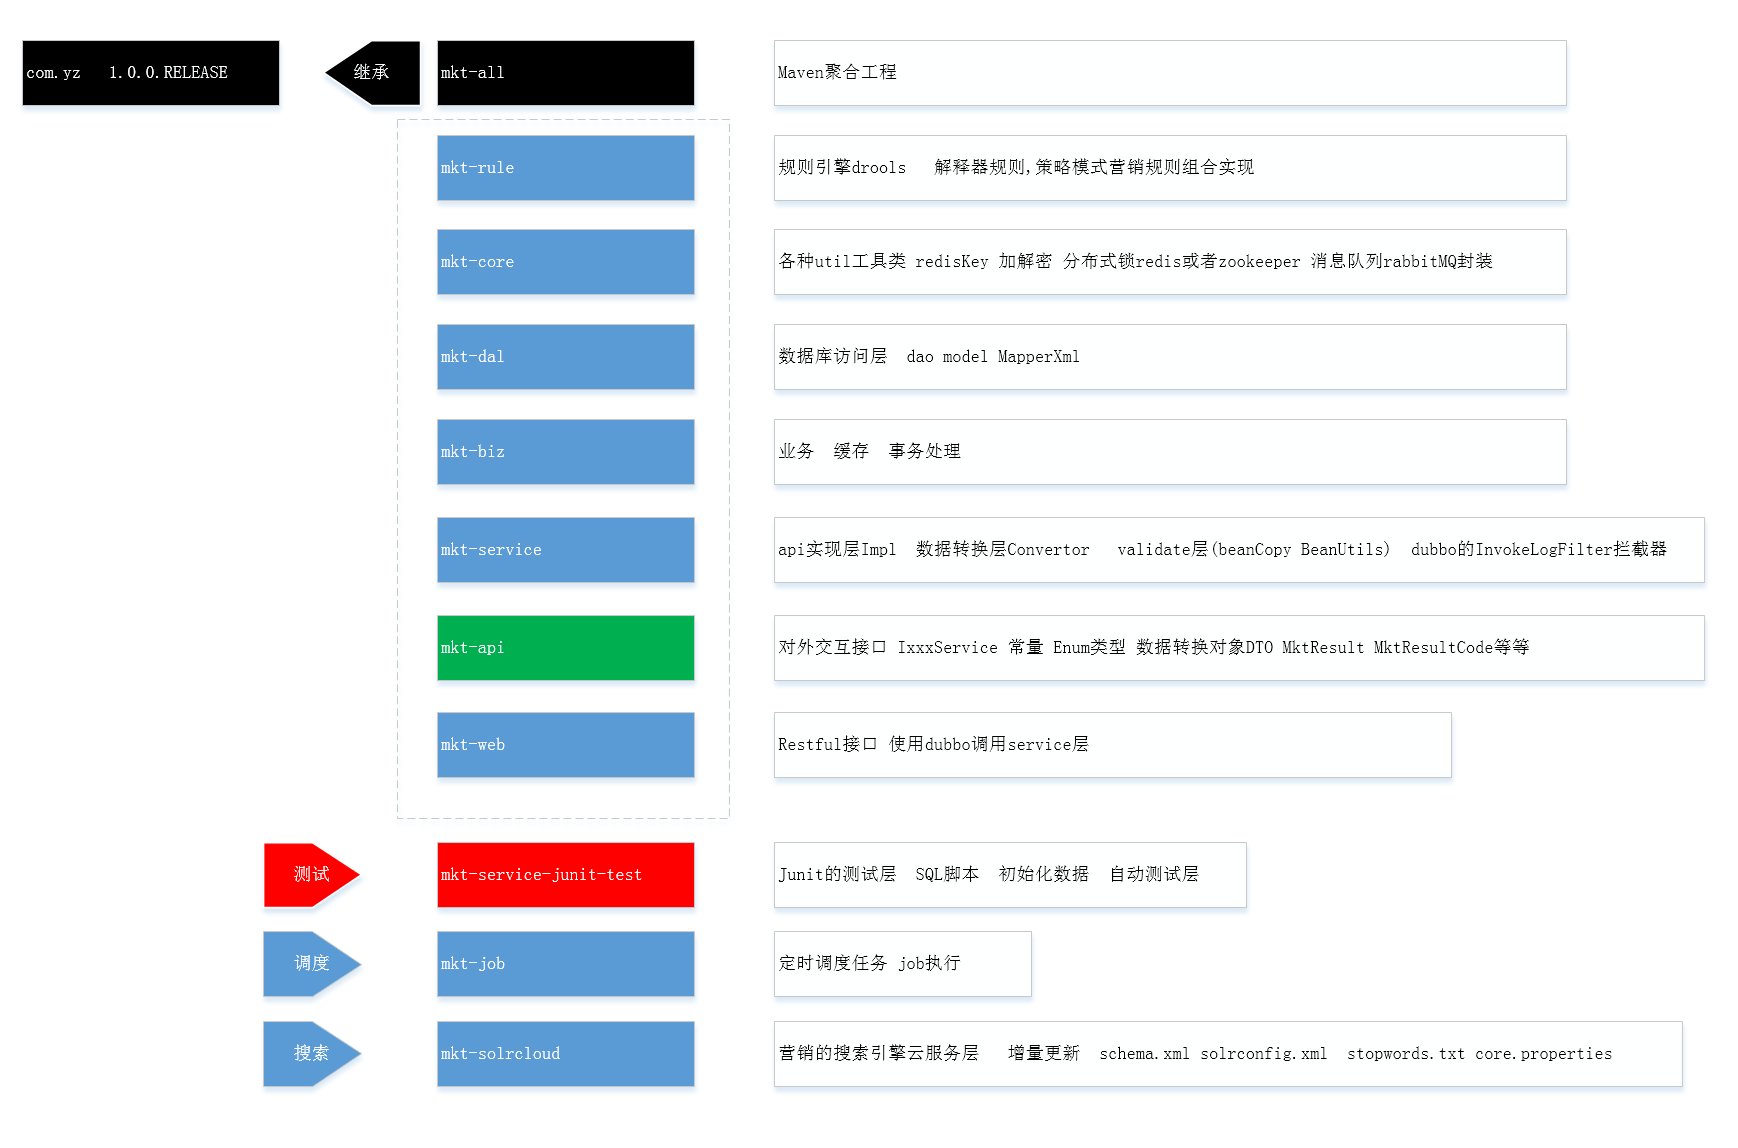 com.yz   1.0.0.RELEASE
继承
mkt-all
Maven聚合工程
mkt-rule
规则引擎drools   解释器规则,策略模式营销规则组合实现
mkt-core
各种util工具类 redisKey 加解密 分布式锁redis或者zookeeper 消息队列rabbitMQ封装
mkt-dal
数据库访问层  dao model MapperXml
mkt-biz
业务  缓存  事务处理
mkt-service
api实现层Impl  数据转换层Convertor   validate层(beanCopy BeanUtils)  dubbo的InvokeLogFilter拦截器
mkt-api
对外交互接口 IxxxService 常量 Enum类型 数据转换对象DTO MktResult MktResultCode等等
mkt-web
Restful接口 使用dubbo调用service层
测试
mkt-service-junit-test
Junit的测试层  SQL脚本  初始化数据  自动测试层
调度
mkt-job
定时调度任务 job执行
搜索
mkt-solrcloud
营销的搜索引擎云服务层   增量更新  schema.xml solrconfig.xml  stopwords.txt core.properties